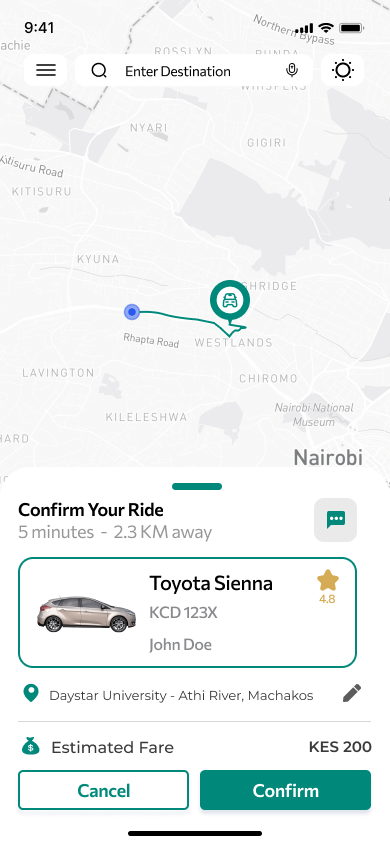 9:41
Northern Bypass
achie
ROSSLYN
RUNDA
Enter Destination
WHISPERS
NYARI
GIGIRI
Kitisuru Road
KITISURU
KYUNA
GHRIDGE
Rhapta Road
WESTLANDS
LAVINGTON
CHIROMO
KILELESHWA
Nairobi National
Museum
HARD
Nairobi
Confirm Your Ride
5 minutes - 2.3 KM away
Toyota Sienna
4.8
KCD 123X
John Doe
Daystar University - Athi River, Machakos
$
Estimated Fare
KES 200
Cancel
Confirm